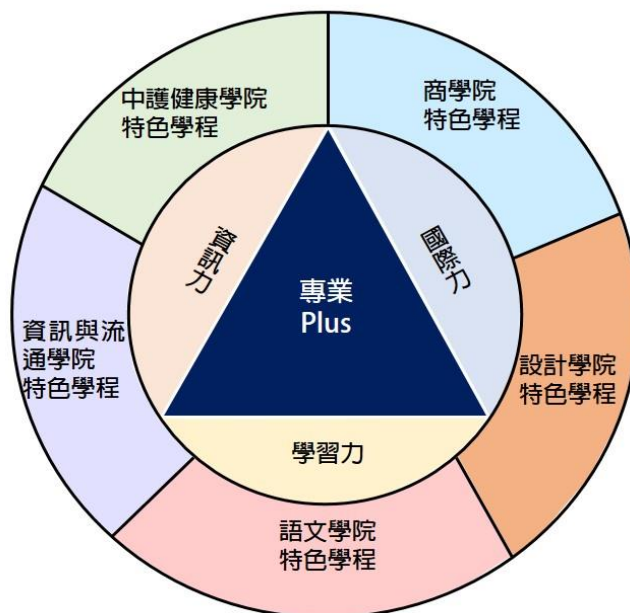 中護健康學院
特色學程
商學院
特色學程
資訊力
國際力
專業
Plus
資訊與流
通學院
特色學程
設計學院
特色學程
學習力
語文學院
特色學程